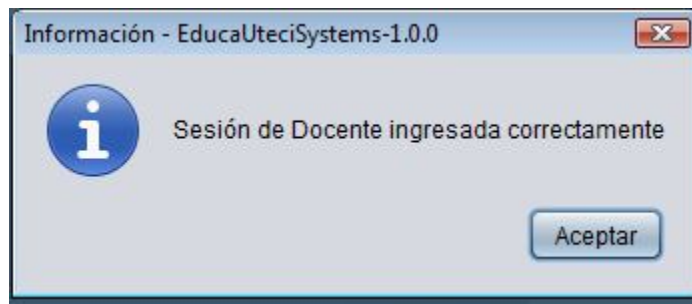 Información - EducaUteciSystems-1.0.0
Sesión de Docente ingresada correctamente
Aceptar